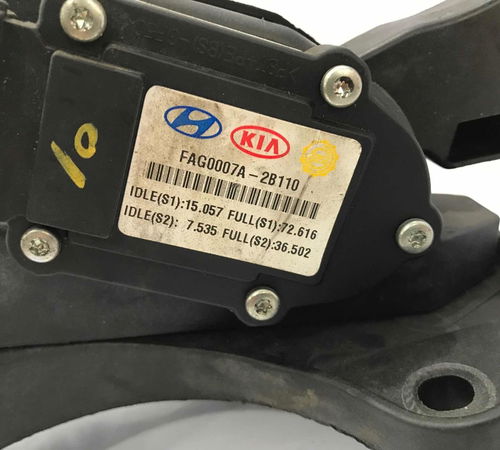 10
KIA
FAG0007A-2B110
IDLE(S1):15.057 FULL(S1):72.616
IDLE(S2): 7.535 FULL(S2):36.502